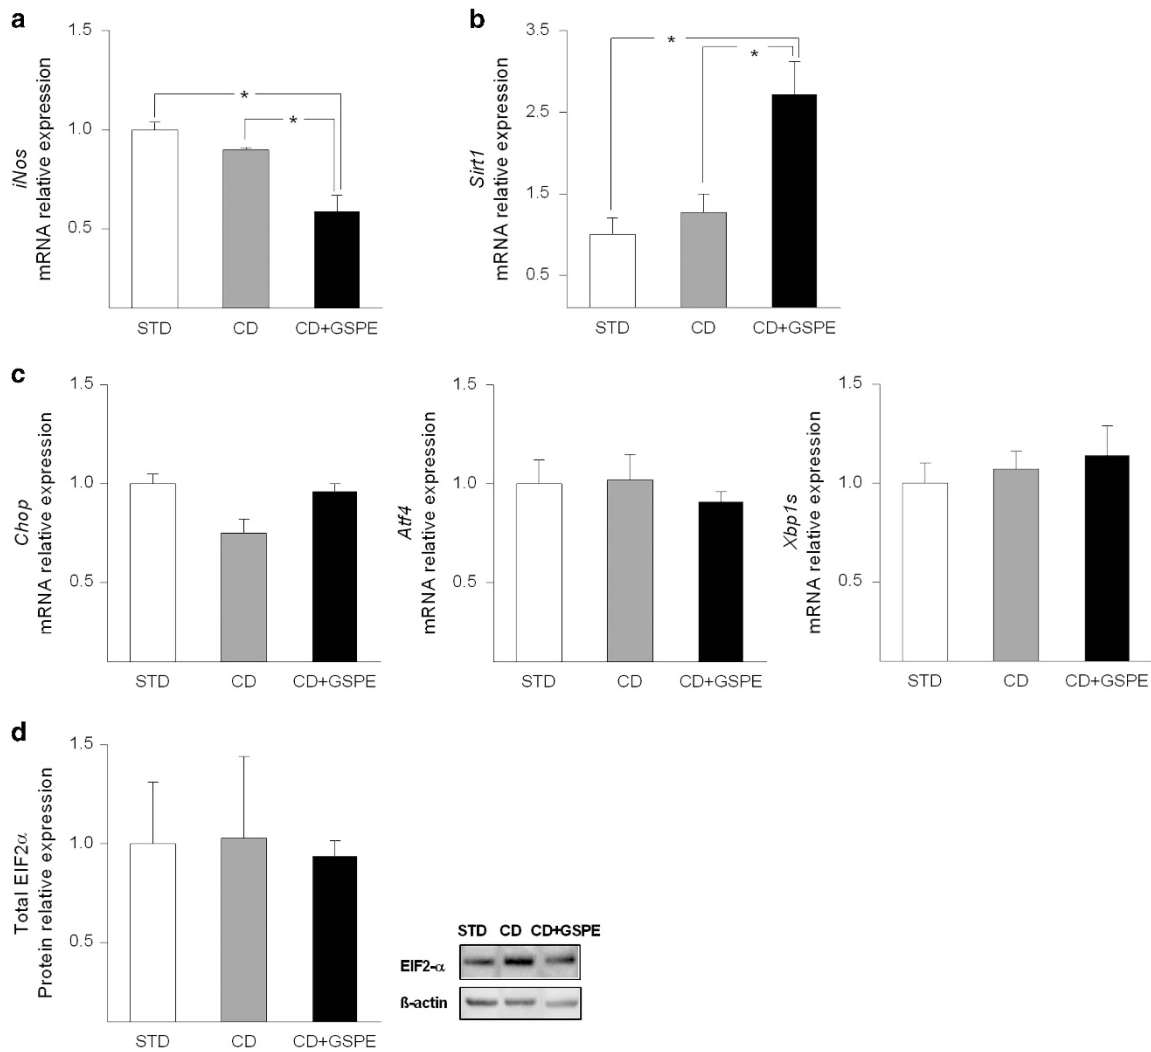 a
iNos
mRNA relative expression
1.5
1.0
0.5
*
*
STD CD CD+GSPE
b
Sirt1
mRNA relative expression
3.5
2.5
1.5
0.5
*
*
STD CD CD+GSPE
c
Chop
mRNA relative expression
1.5
1.0
0.5
STD CD CD+GSPE
Atf4
mRNA relative expression
1.5
1.0
0.5
STD CD CD+GSPE
Xbp1s
mRNA relative expression
1.5
1.0
0.5
STD CD CD+GSPE
d
Total EIF2α
Protein relative expression
1.5
1.0
0.5
STD CD CD+GSPE
STD CD CD+GSPE
EIF2-α
ß-actin